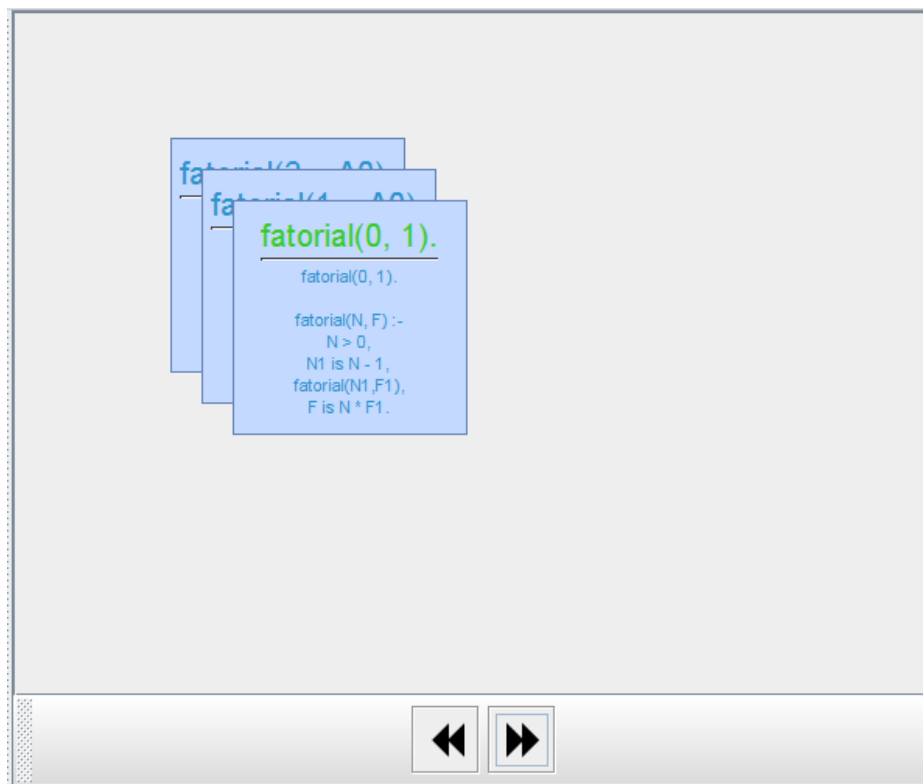 fatorial(0, 1).
fatorial(0, 1).
fatorial(N, F) :-
N > 0,
N1 is N - 1,
fatorial(N1,F1),
F is N * F1.